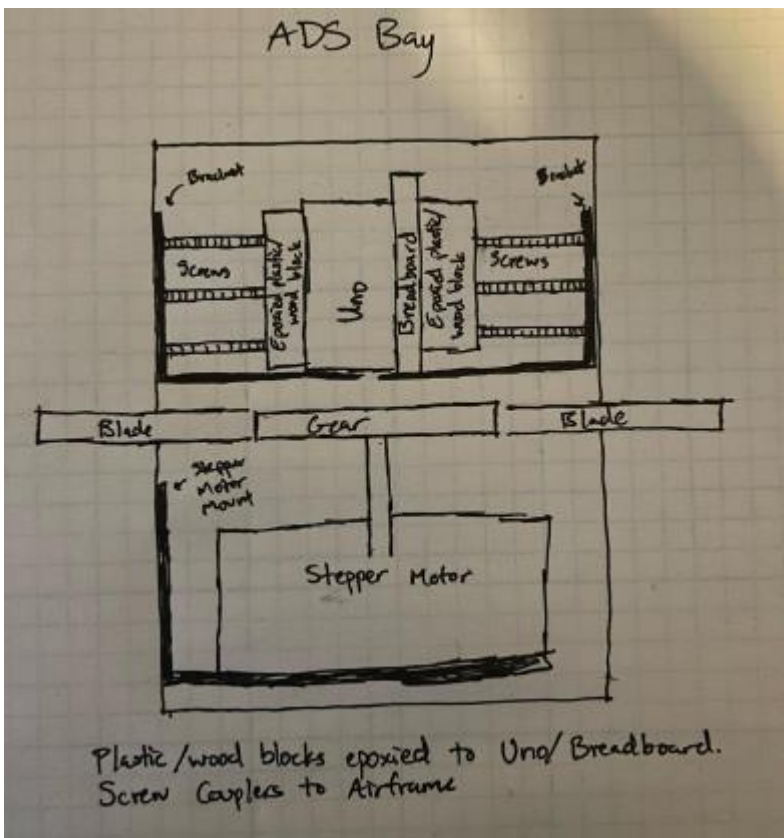 ADS Bay
Bracket
Bracket
Screws
Epoxied plastic/
wood block
Uno
Breadboard
Epoxied plastic/
wood block
Screws
Blade
Gear
Blade
Stepper
Motor
Mount
Stepper Motor
Plastic/wood blocks epoxied to Uno/Breadboard.
Screw Couplers to Airframe